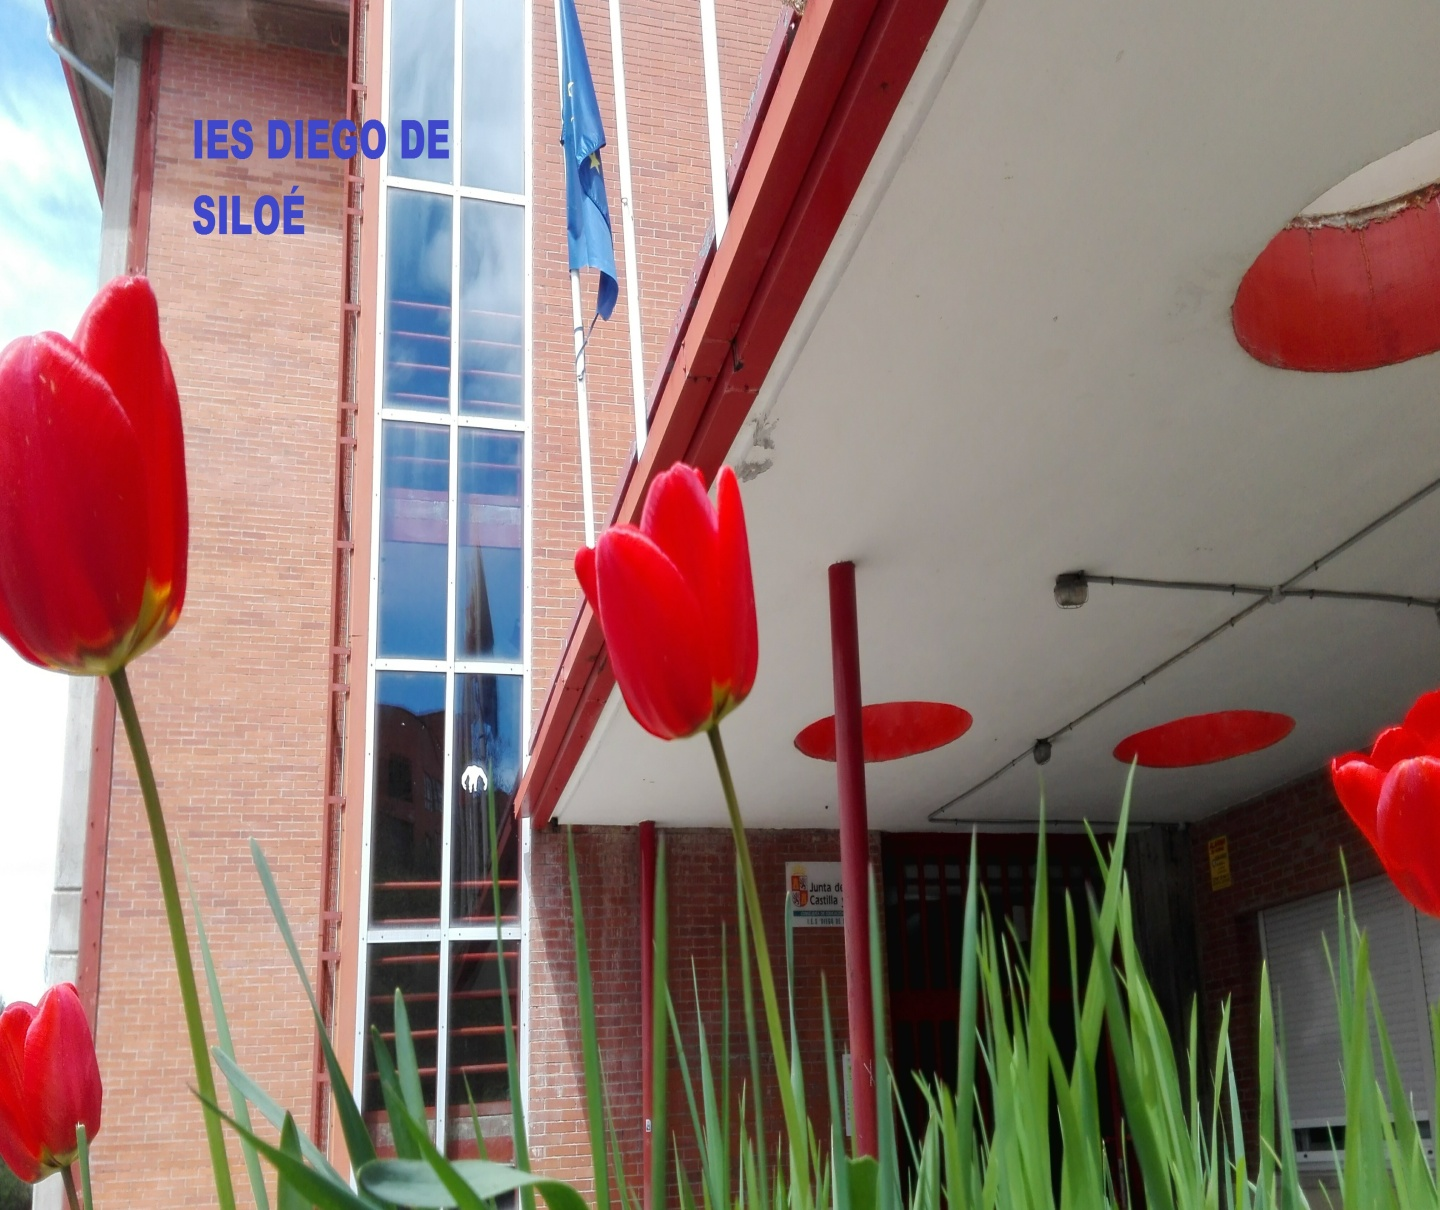 IES DIEGO DE
SILOÉ
Junta de
Castilla y